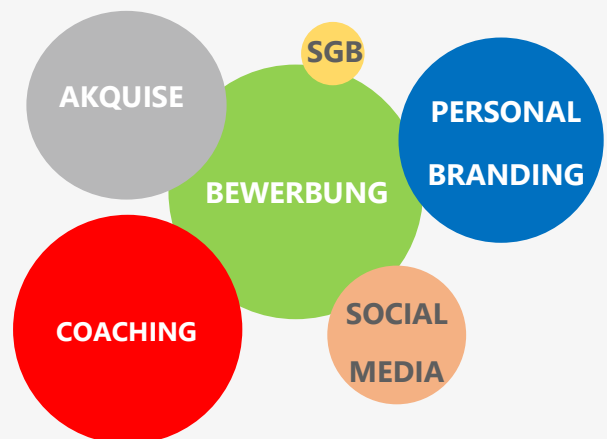 SGB
AKQUISE
PERSONAL
BRANDING
BEWERBUNG
SOCIAL
MEDIA
COACHING